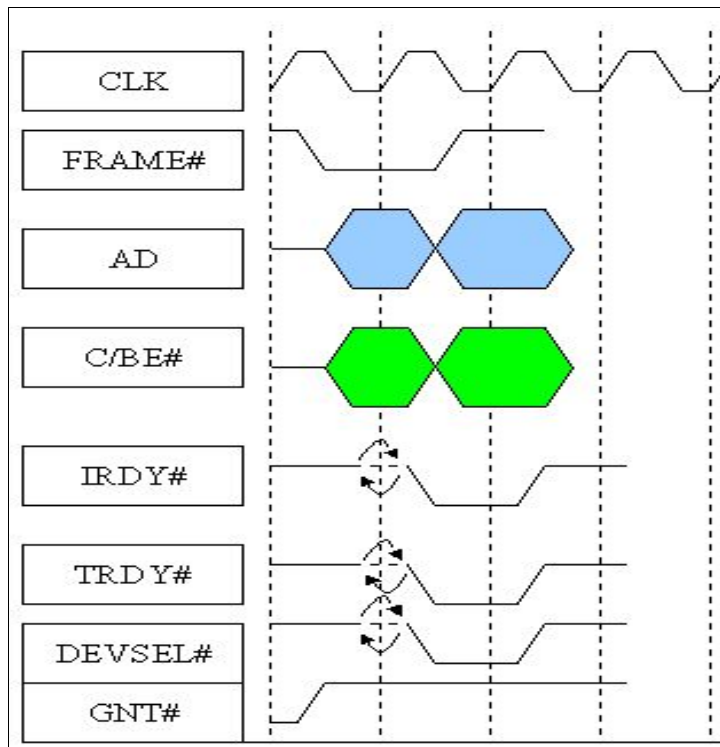 CLK
FRAME#
AD
C/BE#
IRDY#
TRDY#
DEVSEL#
GNT#